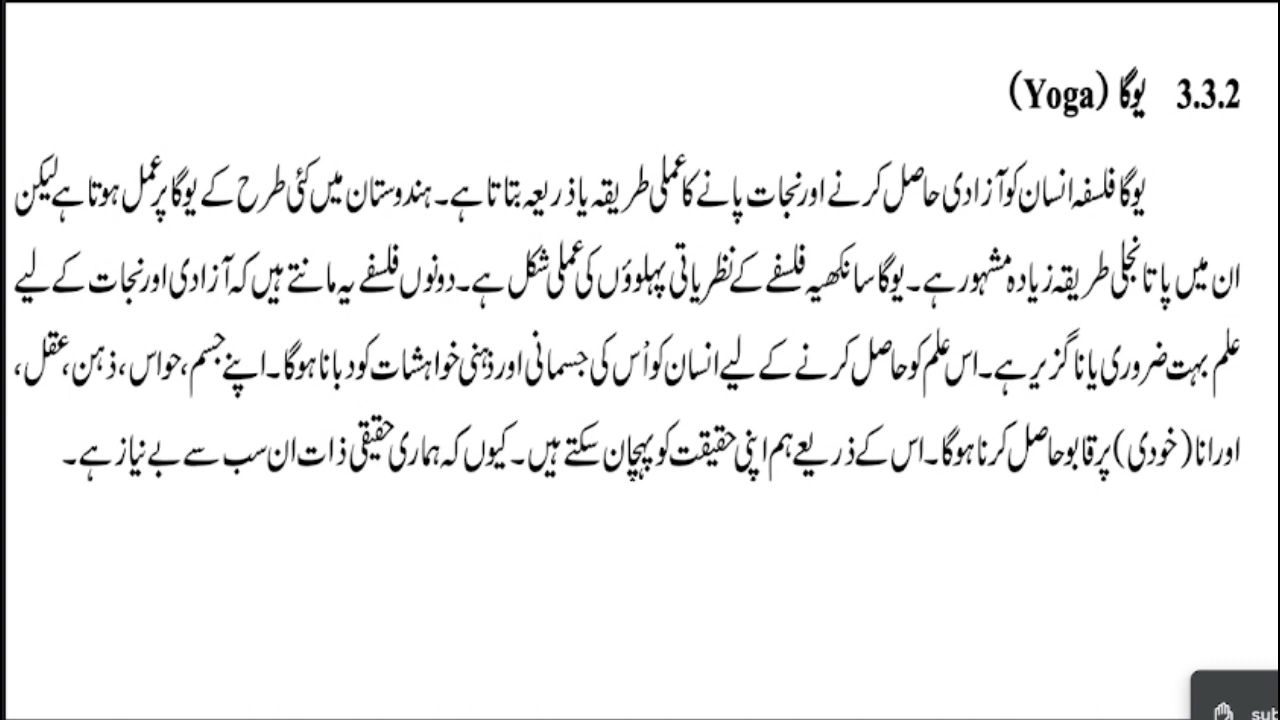 3.3.2 یوگا (Yoga)
یوگا فلسفہ انسان کو آزادی حاصل کرنے اور نجات پانے کا عملی طریقہ یا ذریعہ بتاتا ہے۔ ہندوستان میں کئی طرح کے یوگا پر عمل ہوتا ہے لیکن
ان میں پاتانجلی طریقہ زیادہ مشہور ہے۔ یوگا سانکھیہ فلسفے کے نظریاتی پہلوؤں کی عملی شکل ہے۔ دونوں فلسفے یہ مانتے ہیں کہ آزادی اور نجات کے لیے
علم بہت ضروری یا ناگزیر ہے۔ اس علم کو حاصل کرنے کے لیے انسان کو اُس کی جسمانی اور ذہنی خواہشات کو دبانا ہوگا۔ اپنے جسم، حواس، ذہن، عقل،
اور انا (خودی) پر قابو حاصل کرنا ہوگا۔ اس کے ذریعے ہم اپنی حقیقت کو پہچان سکتے ہیں۔ کیوں کہ ہماری حقیقی ذات ان سب سے بے نیاز ہے۔